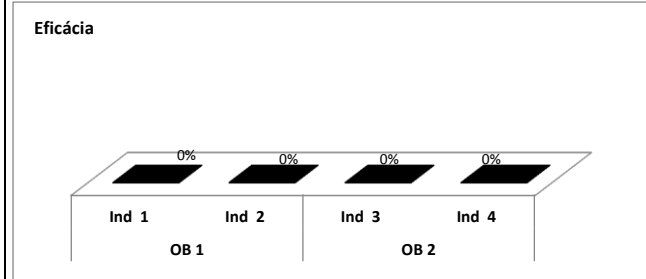 Eficácia
0% 0% 0% 0%
Ind 1 Ind 2 Ind 3 Ind 4
OB 1 OB 2